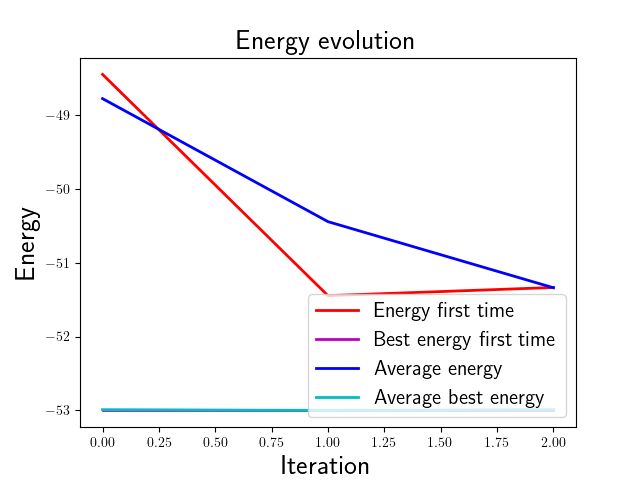 Energy evolution
Energy
−49
−50
−51
−52
−53
Energy first time
Best energy first time
Average energy
Average best energy
0.00 0.25 0.50 0.75 1.00 1.25 1.50 1.75 2.00
Iteration